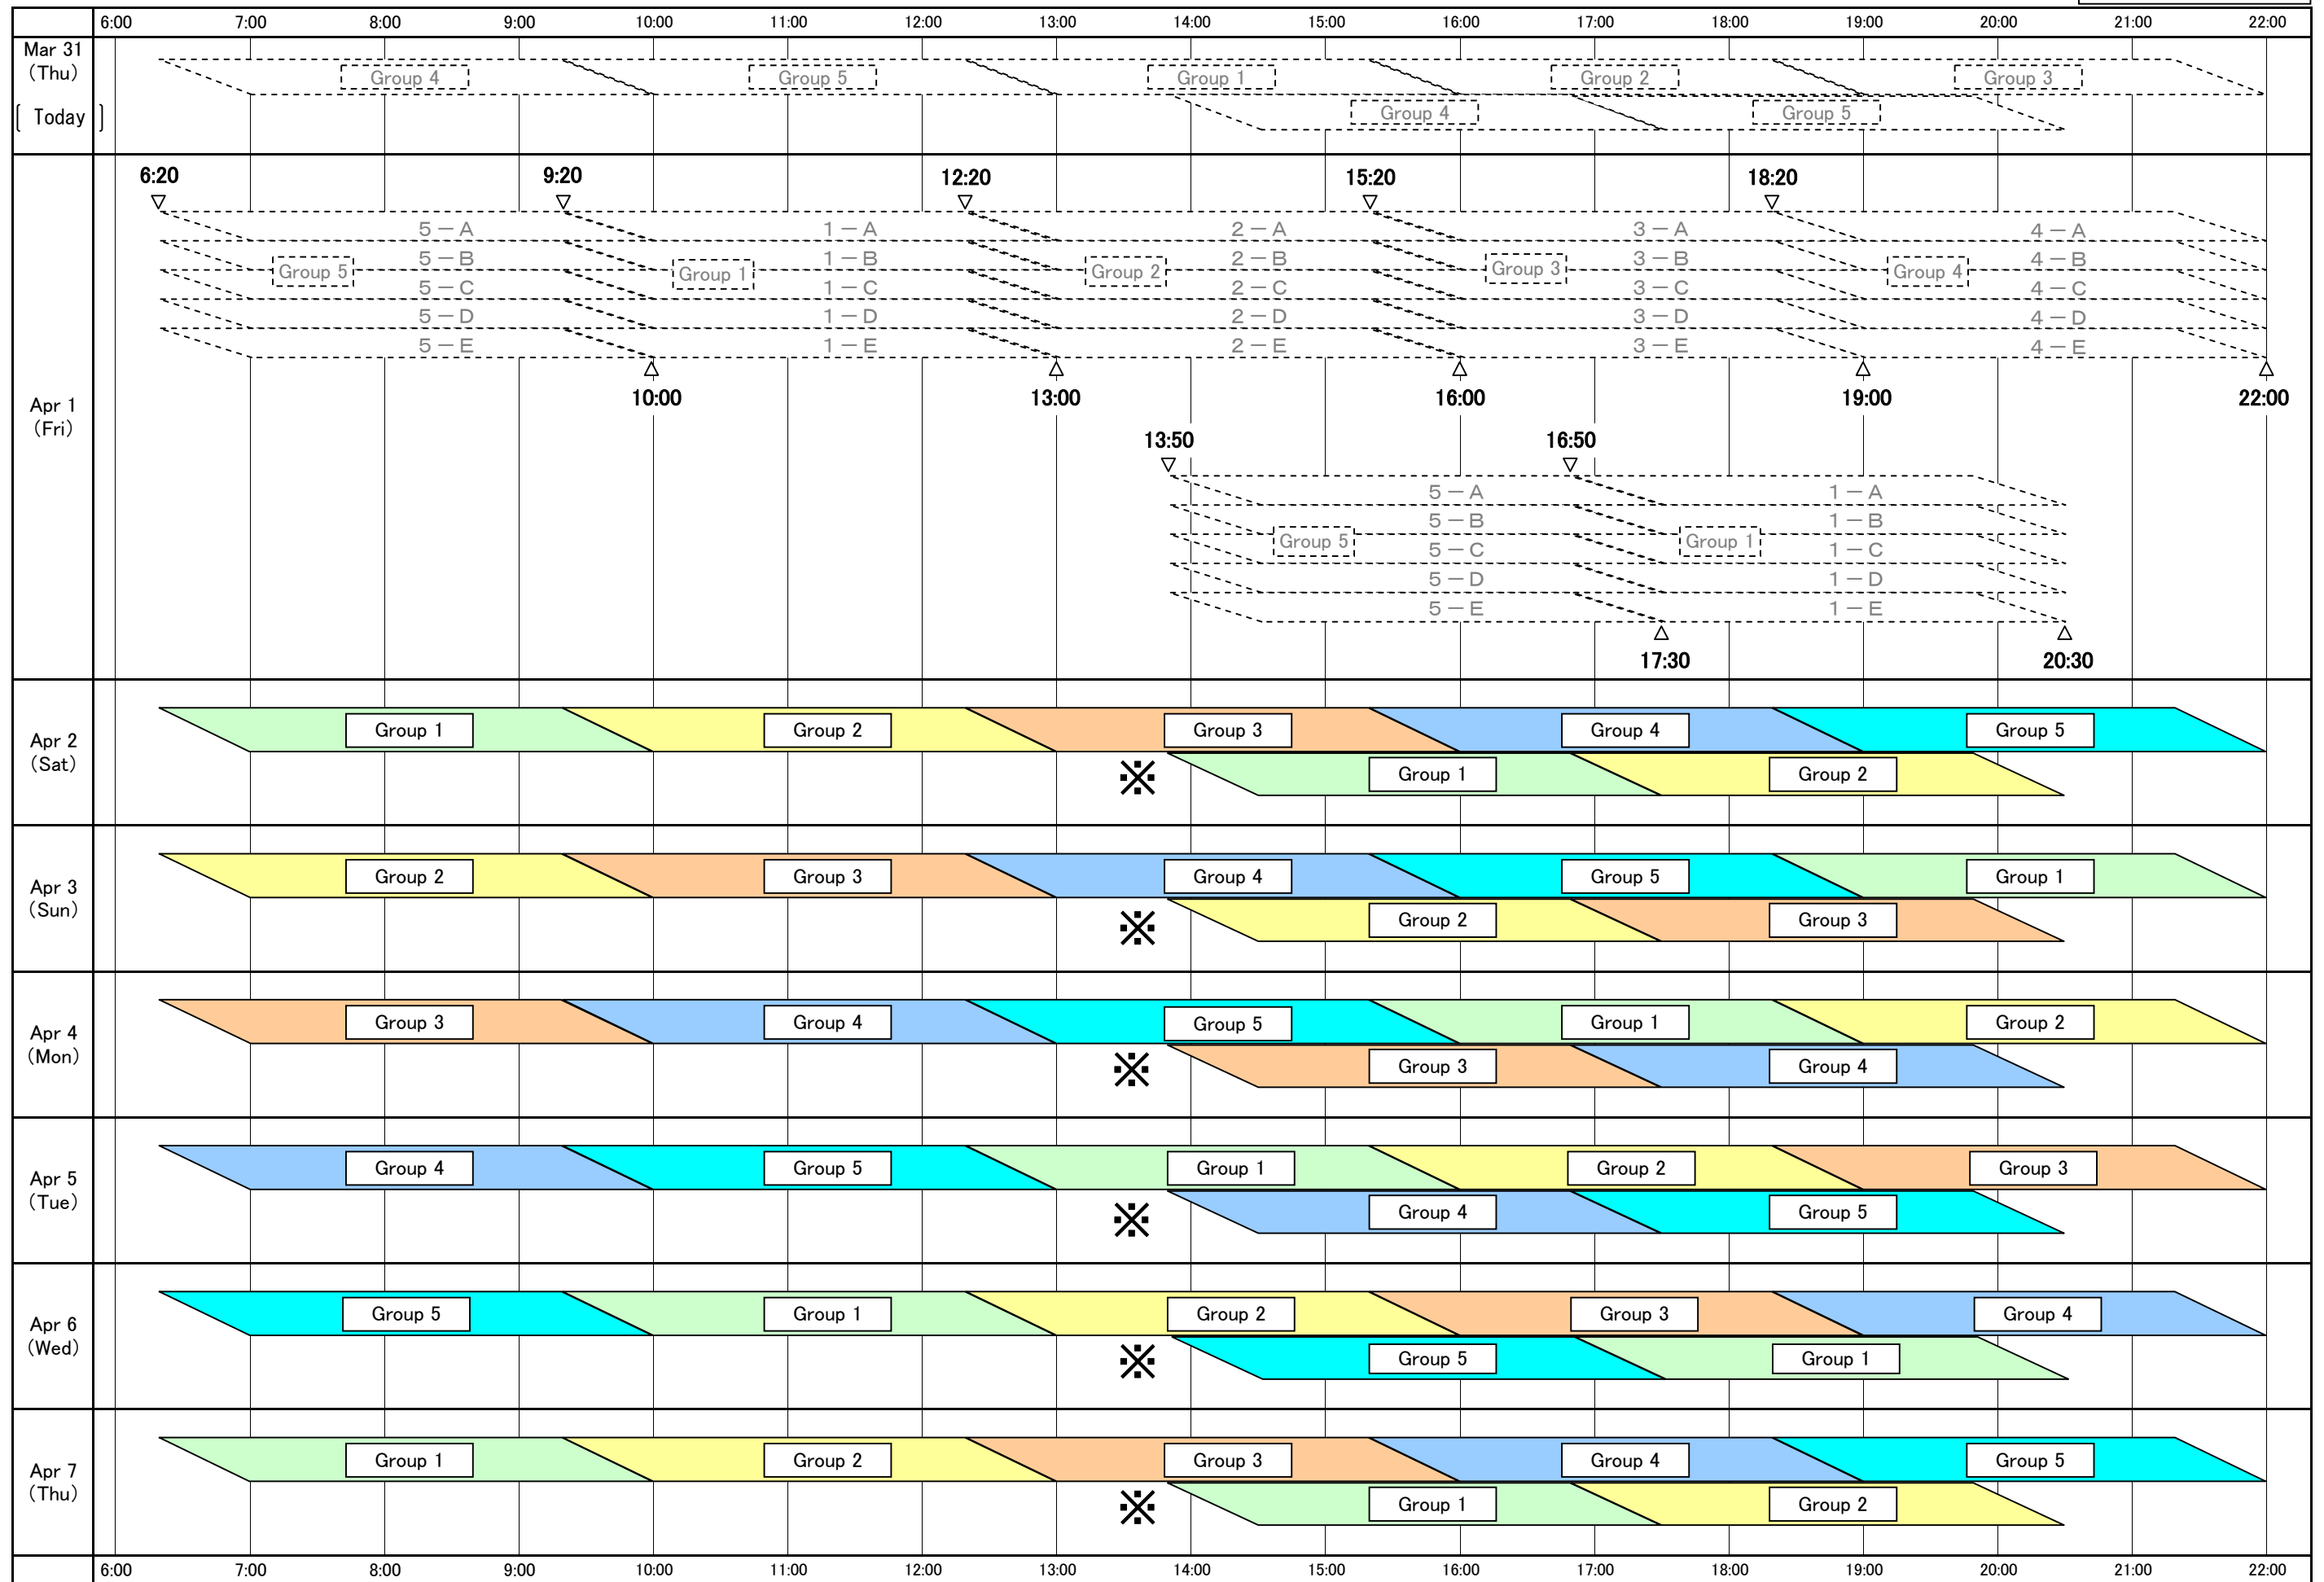 6:00 7:00 8:00 9:00 10:00 11:00 12:00 13:00 14:00 15:00 16:00 17:00 18:00 19:00 20:00 21:00 22:00
Mar 31
（Thu）
[ Today ]
Group 4 Group 5 Group 1 Group 2 Group 3
Group 4 Group 5
Apr 1
（Fri）
6:20 9:20 12:20 15:20 18:20
▽ ▽ ▽ ▽ ▽
5－A 1－A 2－A 3－A 4－A
5－B 1－B 2－B 3－B 4－B
Group 5 Group 1 Group 2 Group 3 Group 4
5－C 1－C 2－C 3－C 4－C
5－D 1－D 2－D 3－D 4－D
5－E 1－E 2－E 3－E 4－E
△ △ △ △ △
10:00 13:00 16:00 19:00 22:00
13:50 16:50
▽ ▽
5－A 1－A
5－B 1－B
Group 5 Group 1
5－C 1－C
5－D 1－D
5－E 1－E
△ △
17:30 20:30
Apr 2
（Sat）
Group 1 Group 2 Group 3 Group 4 Group 5
※ Group 1 Group 2
Apr 3
（Sun）
Group 2 Group 3 Group 4 Group 5 Group 1
※ Group 2 Group 3
Apr 4
（Mon）
Group 3 Group 4 Group 5 Group 1 Group 2
※ Group 3 Group 4
Apr 5
（Tue）
Group 4 Group 5 Group 1 Group 2 Group 3
※ Group 4 Group 5
Apr 6
（Wed）
Group 5 Group 1 Group 2 Group 3 Group 4
※ Group 5 Group 1
Apr 7
（Thu）
Group 1 Group 2 Group 3 Group 4 Group 5
※ Group 1 Group 2
6:00 7:00 8:00 9:00 10:00 11:00 12:00 13:00 14:00 15:00 16:00 17:00 18:00 19:00 20:00 21:00 22:00